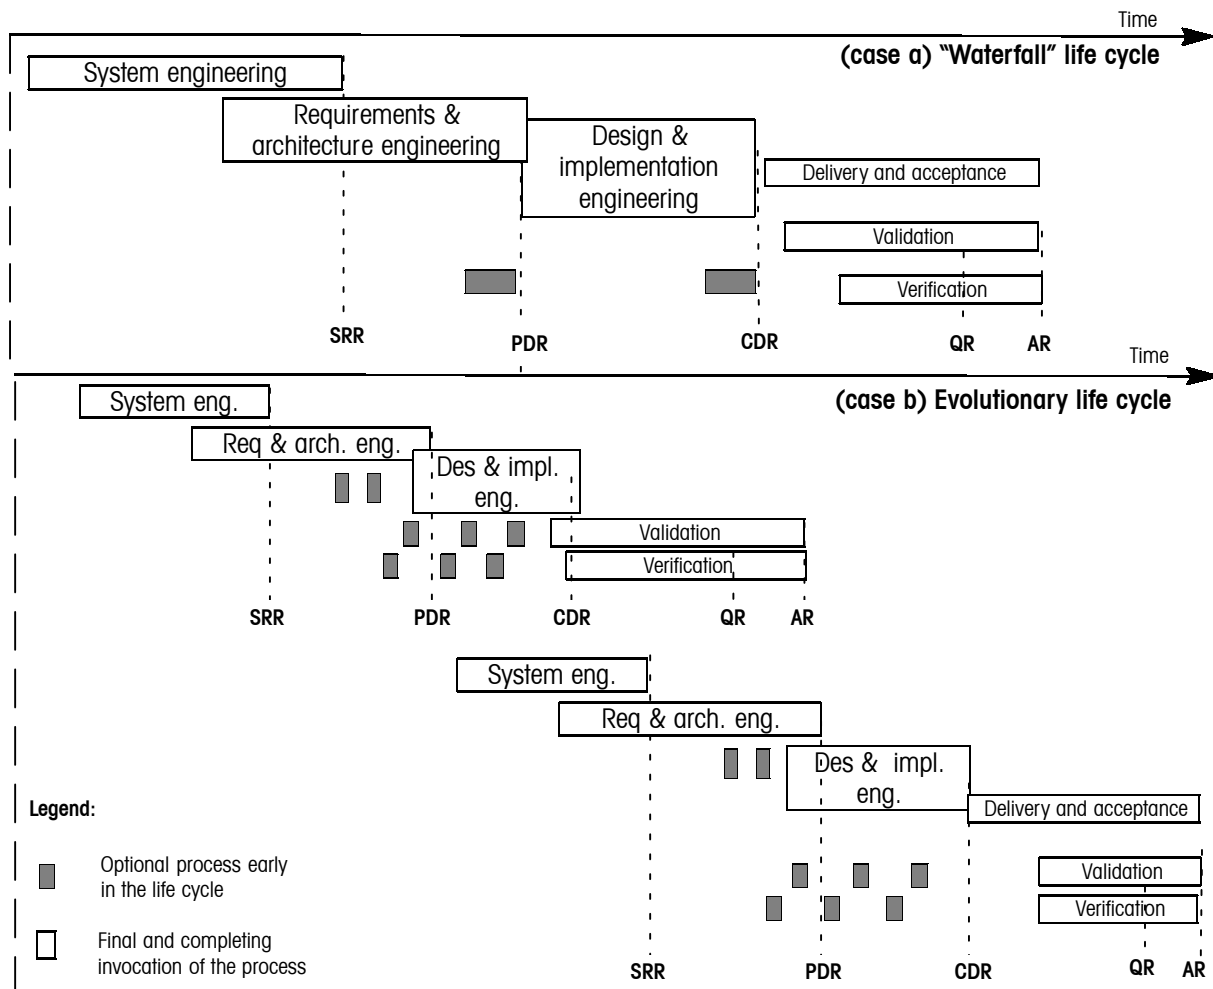 Time
(case a) “Waterfall” life cycle
System engineering
Requirements &
architecture engineering
Design &
implementation
engineering
Delivery and acceptance
Validation
Verification
SRR
PDR
CDR
QR
AR
Time
(case b) Evolutionary life cycle
System eng.
Req & arch. eng.
Des & impl.
eng.
Validation
Verification
SRR
PDR
CDR
QR
AR
System eng.
Req & arch. eng.
Des & impl.
eng.
Delivery and acceptance
Validation
Verification
SRR
PDR
CDR
QR
AR
Legend:
Optional process early
in the life cycle
Final and completing
invocation of the process